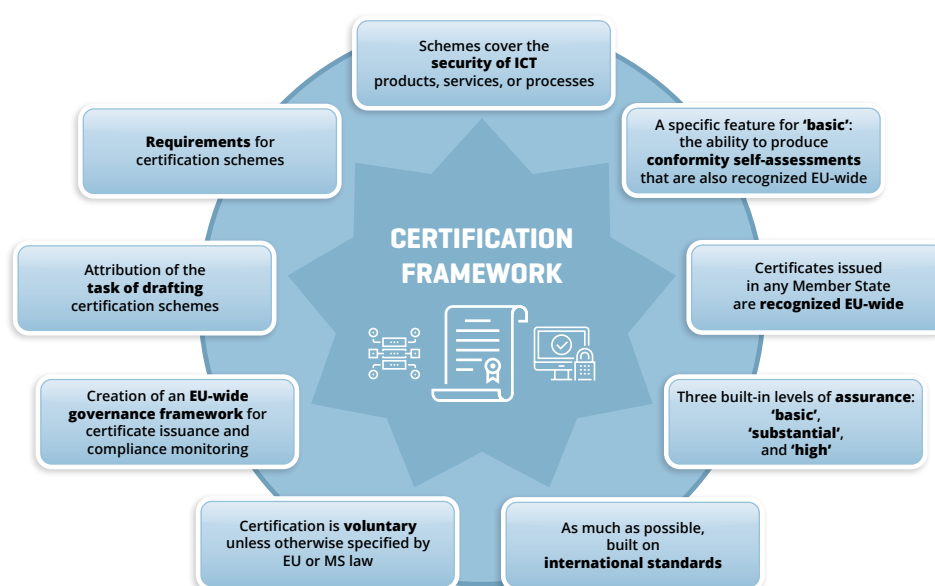 Schemes cover the
security of ICT
products, services, or processes
A specific feature for ‘basic’:
the ability to produce
conformity self-assessments
that are also recognized EU-wide
Certificates issued
in any Member State
are recognized EU-wide
Three built-in levels of assurance:
‘basic’,
‘substantial’,
and ‘high’
As much as possible,
built on
international standards
Certification is voluntary
unless otherwise specified by
EU or MS law
Creation of an EU-wide
governance framework for
certificate issuance and
compliance monitoring
Attribution of the
task of drafting
certification schemes
Requirements for
certification schemes
CERTIFICATION
FRAMEWORK